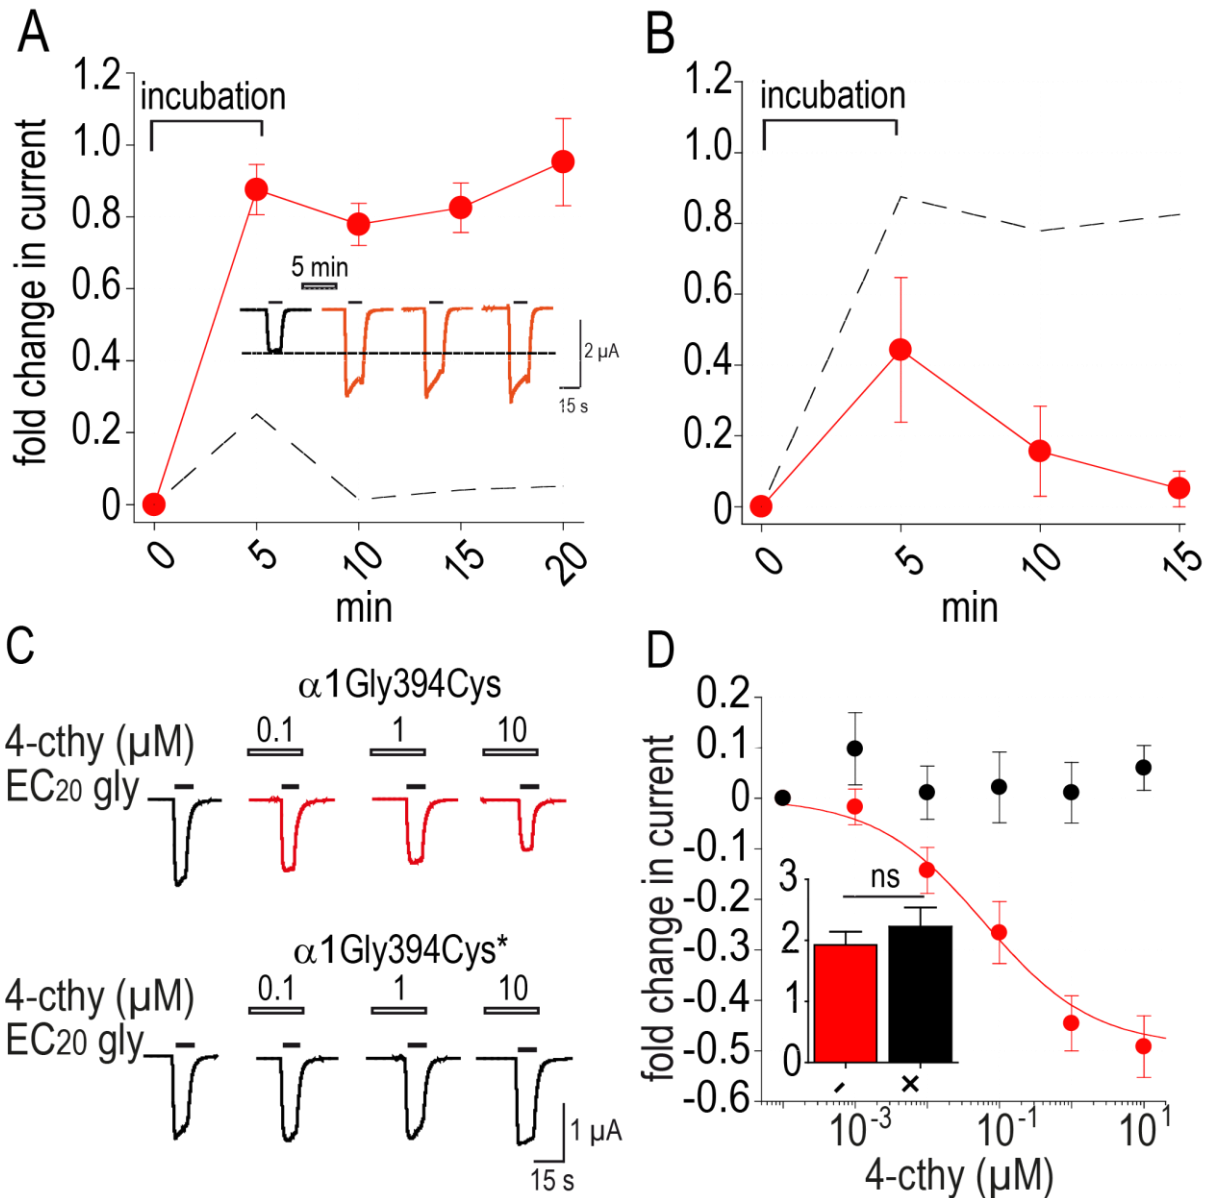 A
fold change in current
1.2
1.0
0.8
0.6
0.4
0.2
0
incubation
5 min
2 µA
15 s
0
5
10
15
20
min
B
1.2
1.0
0.8
0.6
0.4
0.2
0
incubation
0
5
10
15
min
C
α1Gly394Cys
4-cthy (µM)
0.1
1
10
EC20 gly
α1Gly394Cys*
4-cthy (µM)
0.1
1
10
EC20 gly
1 µA
15 s
D
fold change in current
0.2
0.1
0
-0.1
-0.2
-0.3
-0.4
-0.5
-0.6
3
2
1
0
ns
-
+
10-3
10-1
101
4-cthy (µM)